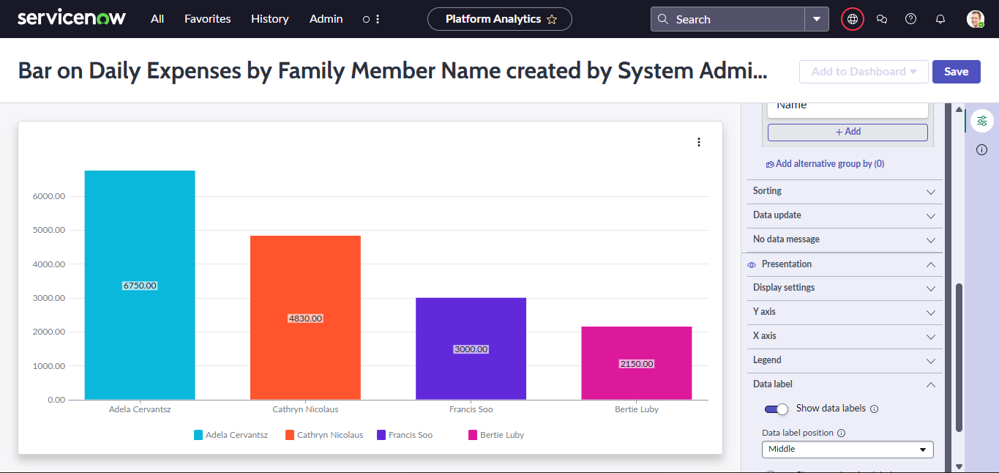 servicenow
All
Favorites
History
Admin
Platform Analytics
Search
Bar on Daily Expenses by Family Member Name created by System Admi...
Add to Dashboard
Save
6000.00
5000.00
4000.00
3000.00
2000.00
1000.00
0.00
6750.00
4830.00
3000.00
2150.00
Adela Cervantsz
Cathryn Nicolaus
Francis Soo
Bertie Luby
Adela Cervantsz
Cathryn Nicolaus
Francis Soo
Bertie Luby
Name
+ Add
Add alternative group by (0)
Sorting
Data update
No data message
Presentation
Display settings
Y axis
X axis
Legend
Data label
Show data labels
Data label position
Middle